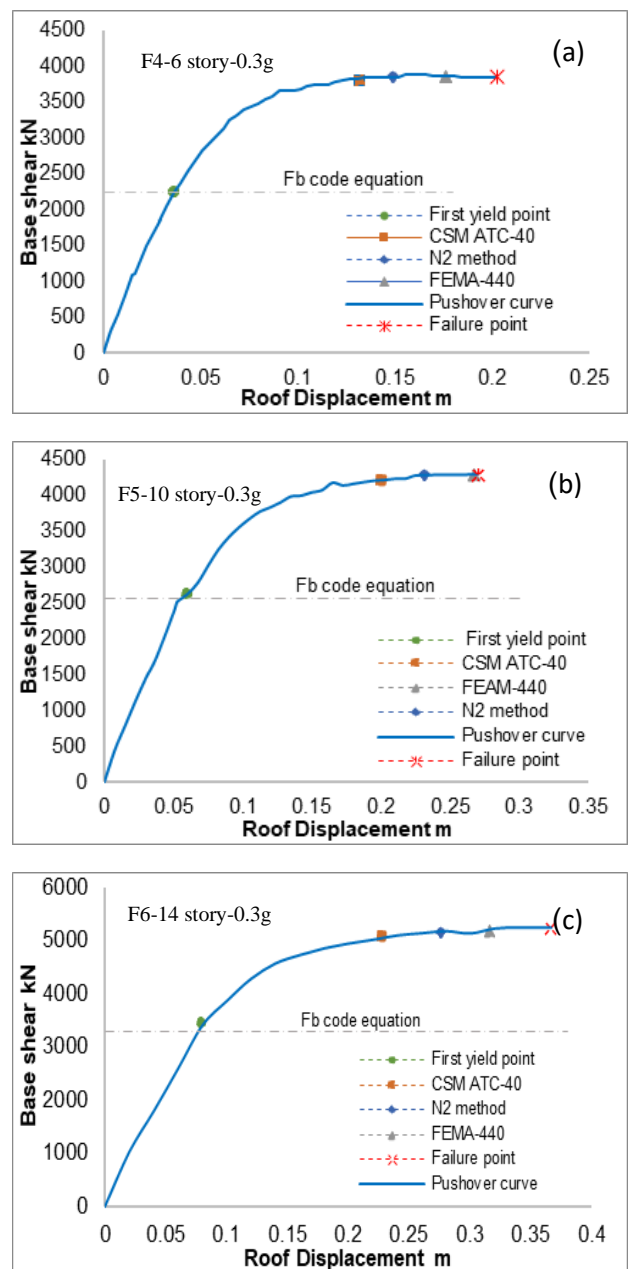 F4-6 story-0.3g
(a)
Base shear kN
4500
4000
3500
3000
2500
2000
1500
1000
500
0
Fb code equation
First yield point
CSM ATC-40
N2 method
FEMA-440
Pushover curve
Failure point
0 0.05 0.1 0.15 0.2 0.25
Roof Displacement m
F5-10 story-0.3g
(b)
Base shear kN
4500
4000
3500
3000
2500
2000
1500
1000
500
0
Fb code equation
First yield point
CSM ATC-40
FEAM-440
N2 method
Pushover curve
Failure point
0 0.05 0.1 0.15 0.2 0.25 0.3 0.35
Roof Displacement m
F6-14 story-0.3g
(c)
Base shear kN
6000
5000
4000
3000
2000
1000
0
Fb code equation
First yield point
CSM ATC-40
N2 method
FEMA-440
Failure point
Pushover curve
0 0.05 0.1 0.15 0.2 0.25 0.3 0.35 0.4
Roof Displacement m